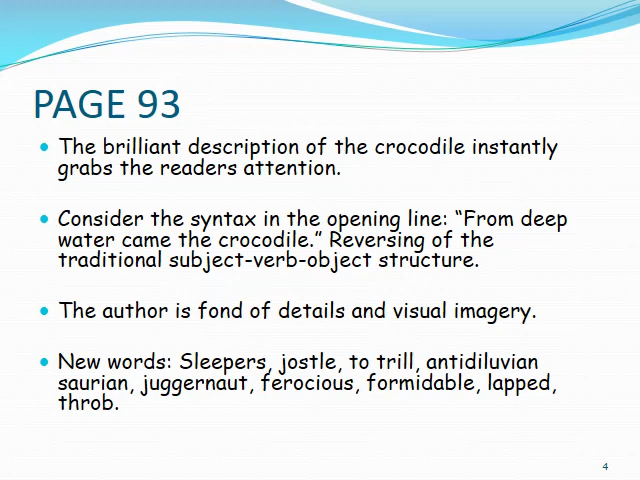 PAGE 93
The brilliant description of the crocodile instantly
grabs the readers attention.
Consider the syntax in the opening line: “From deep
water came the crocodile.” Reversing of the
traditional subject-verb-object structure.
The author is fond of details and visual imagery.
New words: Sleepers, jostle, to trill, antidiluvian
saurian, juggernaut, ferocious, formidable, lapped,
throb.
4